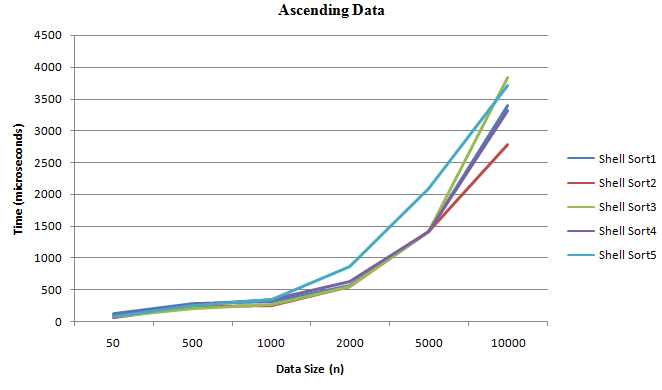 Ascending Data
4500
4000
3500
3000
2500
2000
1500
1000
500
0
Time (microseconds)
50 500 1000 2000 5000 10000
Data Size (n)
Shell Sort1
Shell Sort2
Shell Sort3
Shell Sort4
Shell Sort5